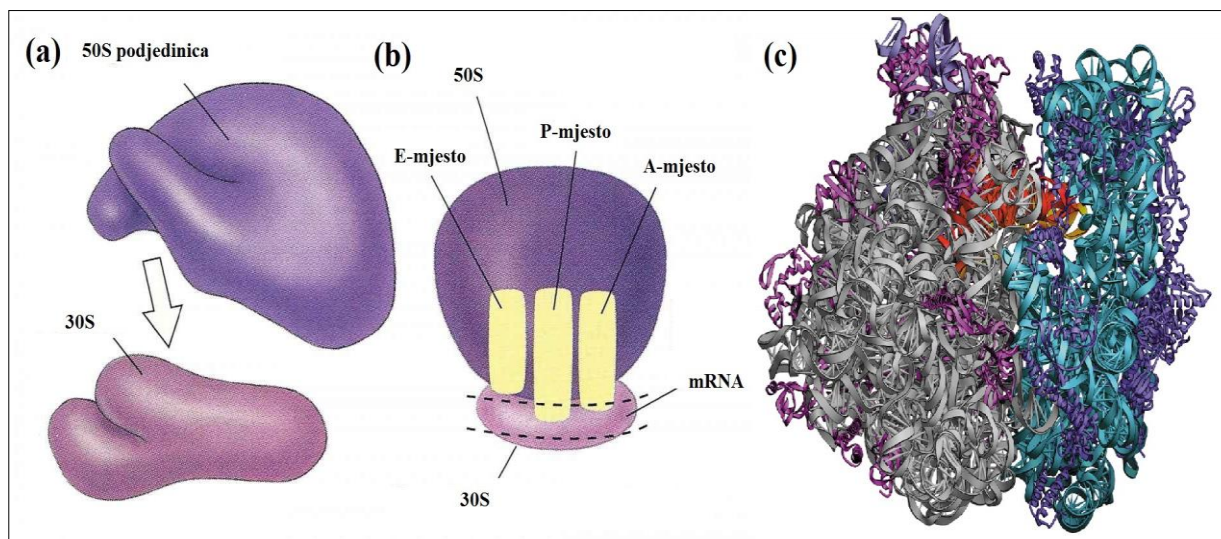 (a)
50S podjedinica
30S
(b)
50S
E-mjesto
P-mjesto
A-mjesto
mRNA
30S
(c)